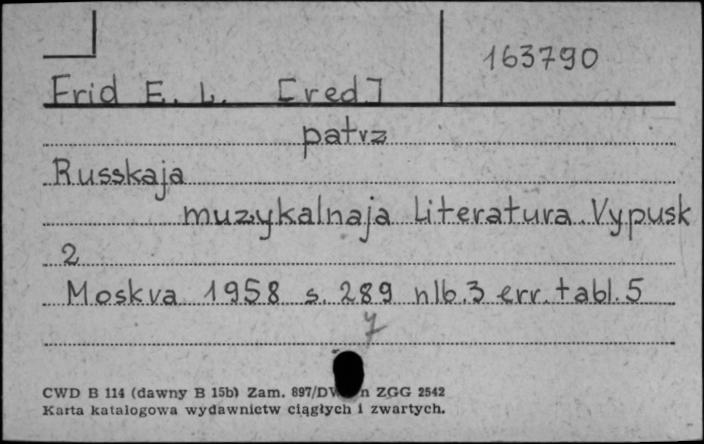 163790
Frid E. L. [red.]
patrz
Russkaja
muzykalnaja Literatura. Vypusk
2
Moskva 1958 s. 289 nlb. 3 err. tabl. 5
CWD B 114 (dawny B 15b) Zam. 897/DW n ZGG 2542
Karta katalogowa wydawnictw ciągłych i zwartych.